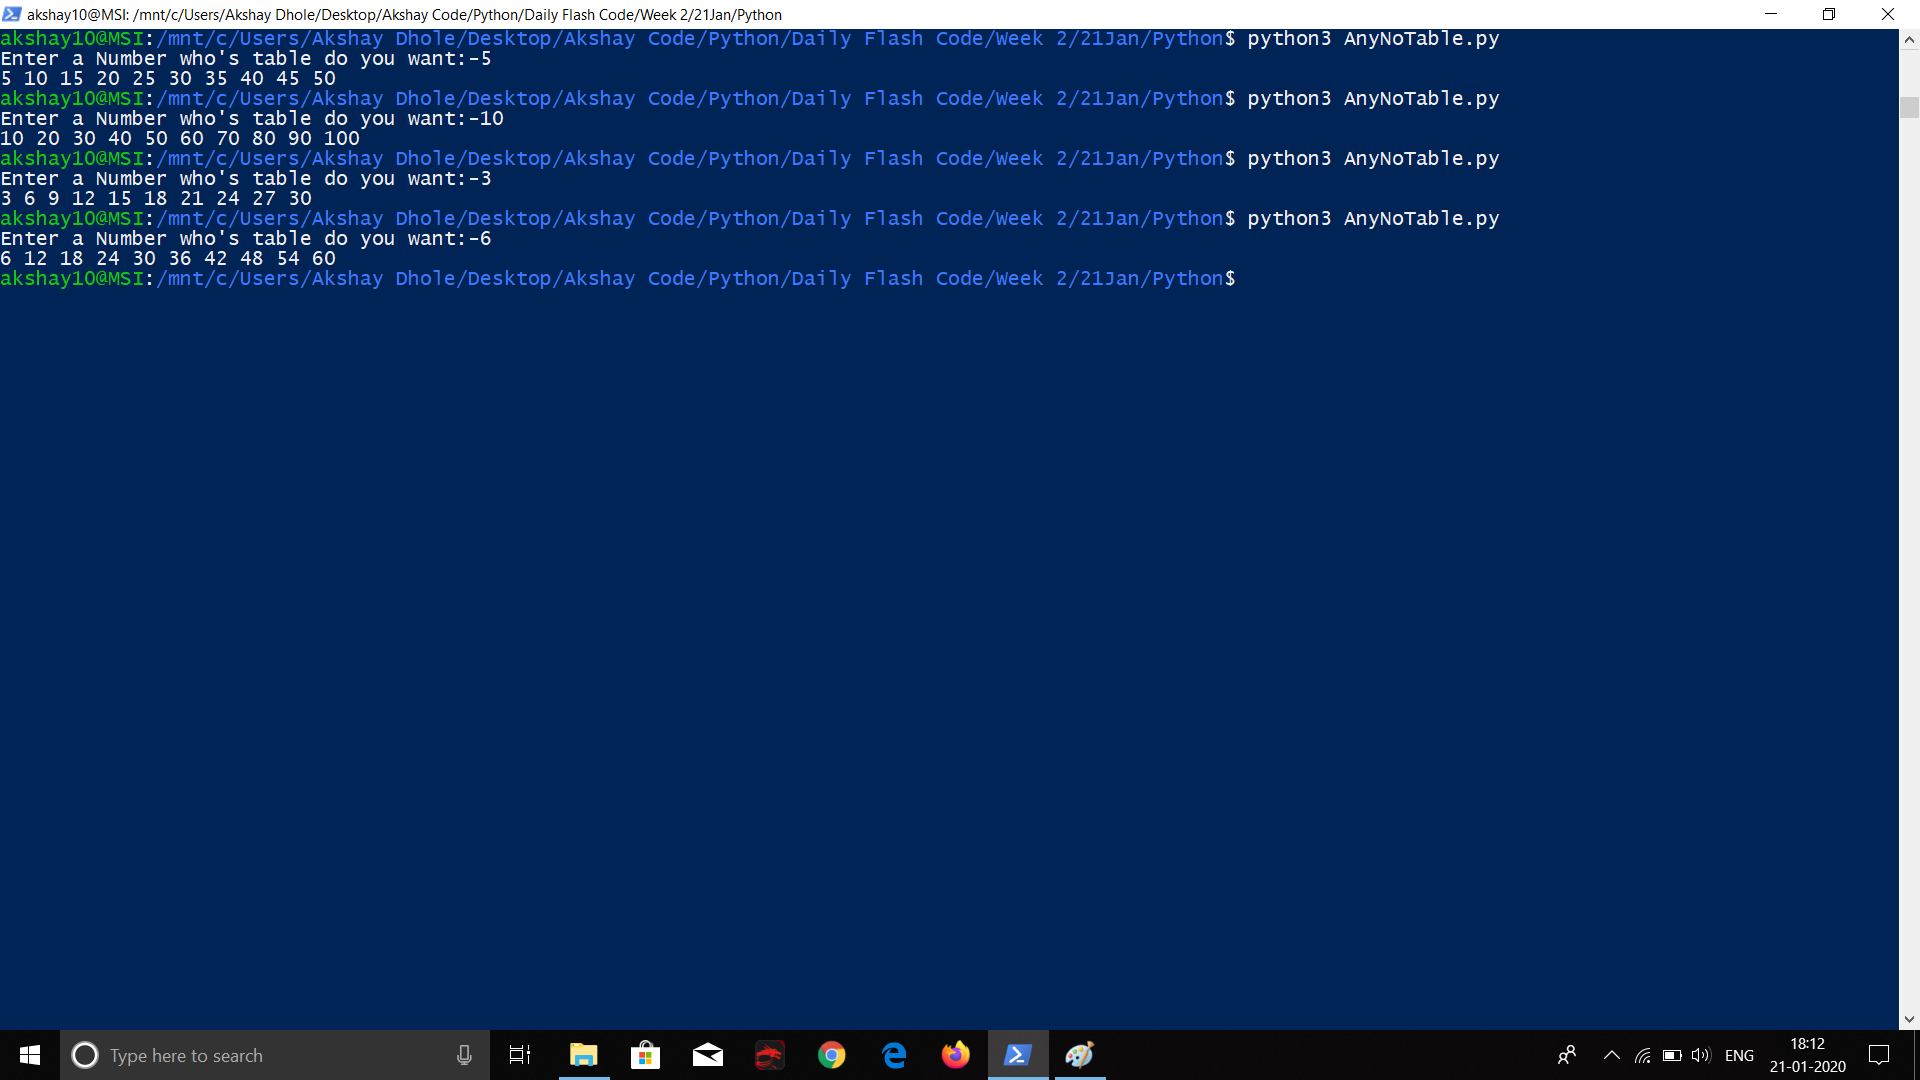 akshay10@MSI: /mnt/c/Users/Akshay Dhole/Desktop/Akshay Code/Python/Daily Flash Code/Week 2/21Jan/Python
akshay10@MSI:/mnt/c/Users/Akshay Dhole/Desktop/Akshay Code/Python/Daily Flash Code/Week 2/21Jan/Python$ python3 AnyNoTable.py
Enter a Number who's table do you want:-5
5 10 15 20 25 30 35 40 45 50
akshay10@MSI:/mnt/c/Users/Akshay Dhole/Desktop/Akshay Code/Python/Daily Flash Code/Week 2/21Jan/Python$ python3 AnyNoTable.py
Enter a Number who's table do you want:-10
10 20 30 40 50 60 70 80 90 100
akshay10@MSI:/mnt/c/Users/Akshay Dhole/Desktop/Akshay Code/Python/Daily Flash Code/Week 2/21Jan/Python$ python3 AnyNoTable.py
Enter a Number who's table do you want:-3
3 6 9 12 15 18 21 24 27 30
akshay10@MSI:/mnt/c/Users/Akshay Dhole/Desktop/Akshay Code/Python/Daily Flash Code/Week 2/21Jan/Python$ python3 AnyNoTable.py
Enter a Number who's table do you want:-6
6 12 18 24 30 36 42 48 54 60
akshay10@MSI:/mnt/c/Users/Akshay Dhole/Desktop/Akshay Code/Python/Daily Flash Code/Week 2/21Jan/Python$
Type here to search
ENG
18:12
21-01-2020